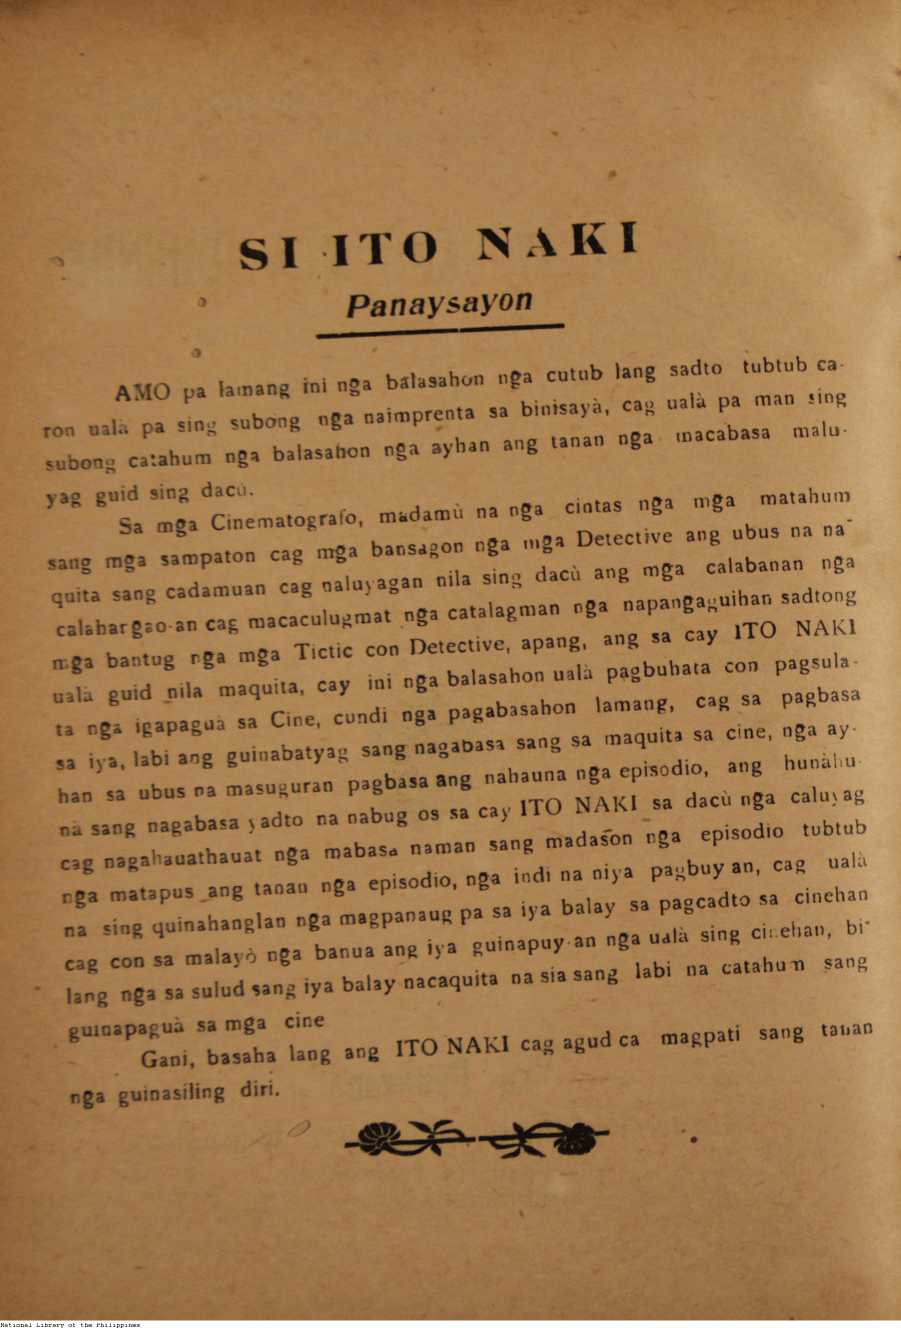 SI ITO NAKI
Panaysayon
AMO pa lamang ini nga balasahon nga cutub lang sadto tubtub ca-
ron ualà pa sing subong nga naimprenta sa binisayà, cag ualà pa man sing
subong catahum nga balasahon nga ayhan ang tanan nga macabasa malu-
yag guid sing dacù.
Sa mga Cinematografo, madamù na nga cintas nga mga matahum
sang mga sampaton cag mga bansagon nga mga Detective ang ubus na na-
quita sang cadamuan cag naluyagan nila sing dacù ang mga calabanan nga
calahargao-an cag macaculugmat nga catalagman nga napangaguihan sadtong
mga bantug nga mga Tictic con Detective, apang, ang sa cay ITO NAKI
ualà guid nila maquita, cay ini nga balasahon ualà pagbuhata con pagsula-
ta nga igapaguà sa Cine, cundi nga pagabasahon lamang, cag sa pagbasa
sa iya, labi ang guinabatyag sang nagabasa sang sa maquita sa cine, nga ay-
han sa ubus na masuguran pagbasa ang nahauna nga episodio, ang hunàhu-
nà sang nagabasa yadto na nabug os sa cay ITO NAKI sa dacù nga caluyag
cag nagahauathauat nga mabasa naman sang madason nga episodio tubtub
nga matapus ang tanan nga episodio, nga indi na niya pagbuy an, cag ualà
na sing quinahanglan nga magpanaug pa sa iya balay sa pagcadto sa cinehan
cag con sa malayò nga banua ang iya guinapuy-an nga ualà sing cinehan, bi-
lang nga sa sulud sang iya balay nacaquita na sia sang labi na catahum sang
guinapaguà sa mga cine
Gani, basaha lang ang ITO NAKI cag agud ca magpati sang tanan
nga guinasiling diri.
National Library of the Philippines